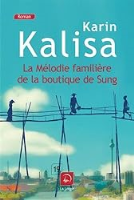 Roman
Karin
Kalisa
La Mélodie familière
de la boutique de Sung